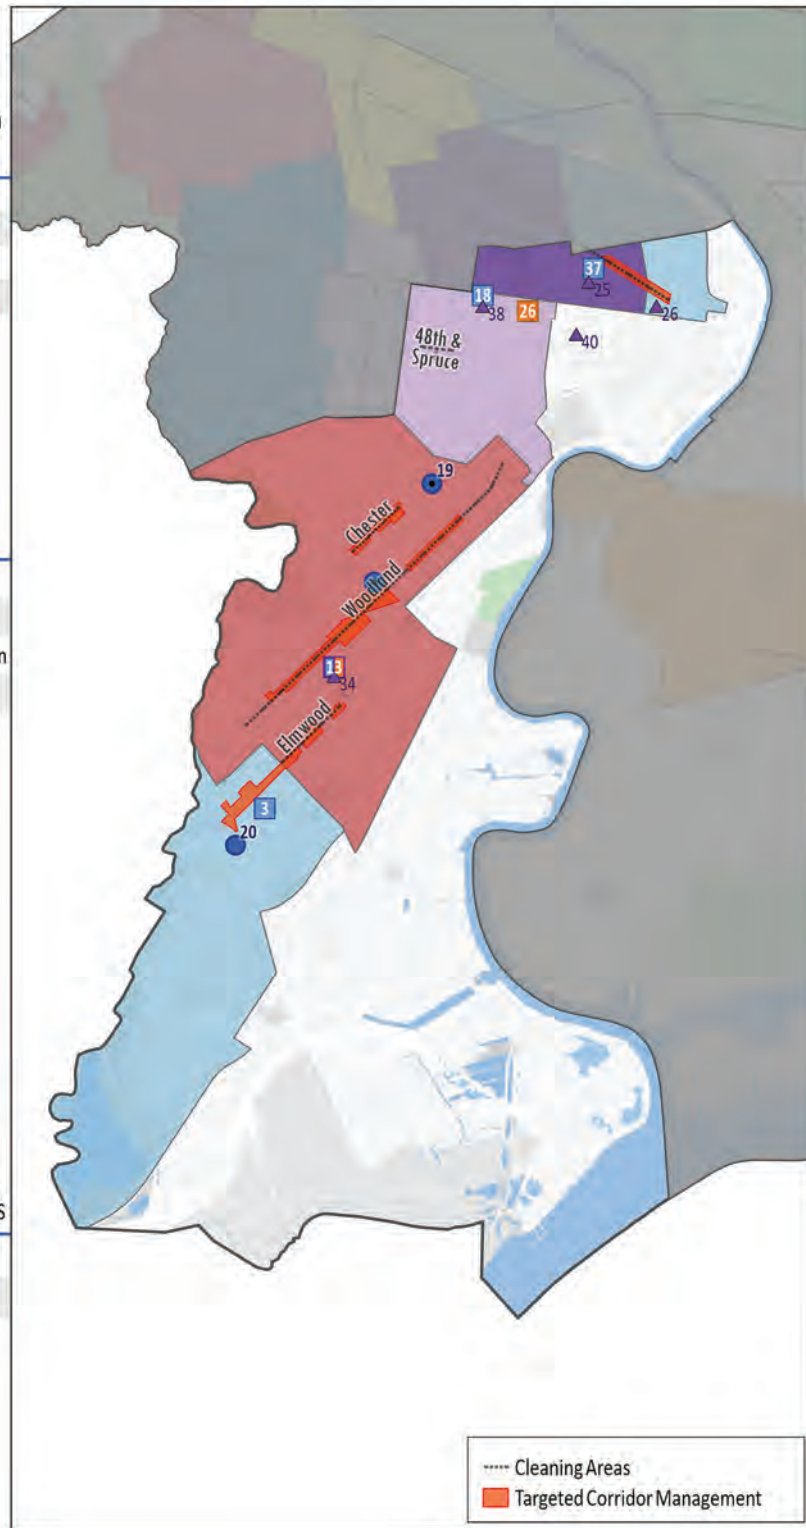 37
25
18
38
26
26
40
48th &
Spruce
19
Chester
Woodland
13
34
Elmwood
3
20
S
Cleaning Areas
Targeted Corridor Management